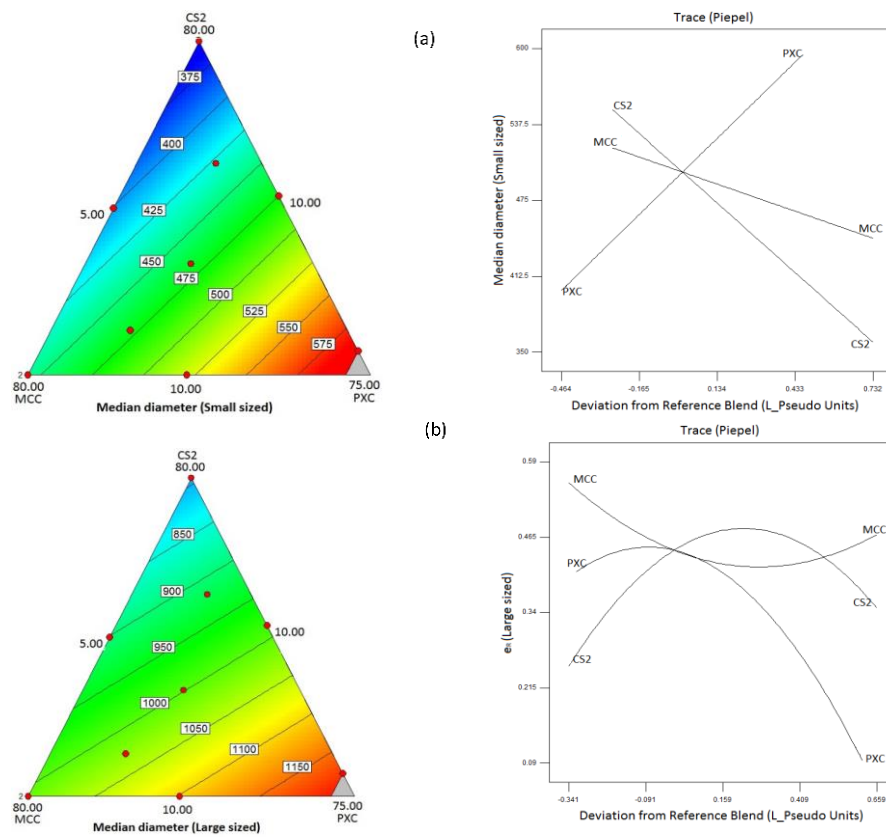 CS2
80.00
(a)
375
400
5.00
425
10.00
450
475
500
525
550
575
2
80.00
MCC
10.00
75.00
PXC
Median diameter (Small sized)
Trace (Piepel)
600
537.5
475
412.5
350
Median diameter (Small sized)
PXC
CS2
MCC
MCC
PXC
CS2
-0.464
-0.165
0.134
0.433
0.732
Deviation from Reference Blend (L_Pseudo Units)
(b)
CS2
80.00
850
900
5.00
10.00
950
1000
1050
1100
1150
2
80.00
MCC
10.00
75.00
PXC
Median diameter (Large sized)
Trace (Piepel)
0.59
0.465
0.34
0.215
0.09
(Large sized)
MCC
PXC
CS2
MCC
CS2
PXC
-0.341
-0.091
0.159
0.409
0.659
Deviation from Reference Blend (L_Pseudo Units)